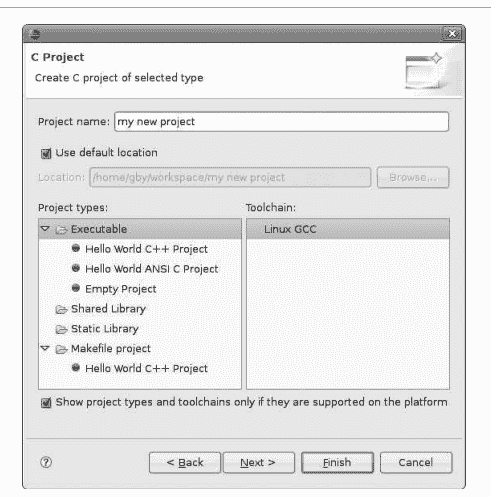 C Project
Create C project of selected type
Project name: my new project
Use default location
Location: /home/gby/workspace/my new project Browse...
Project types: Toolchain:
Executable Linux GCC
Hello World C++ Project
Hello World ANSI C Project
Empty Project
Shared Library
Static Library
Makefile project
Hello World C++ Project
Show project types and toolchains only if they are supported on the platform
? < Back Next > Finish Cancel